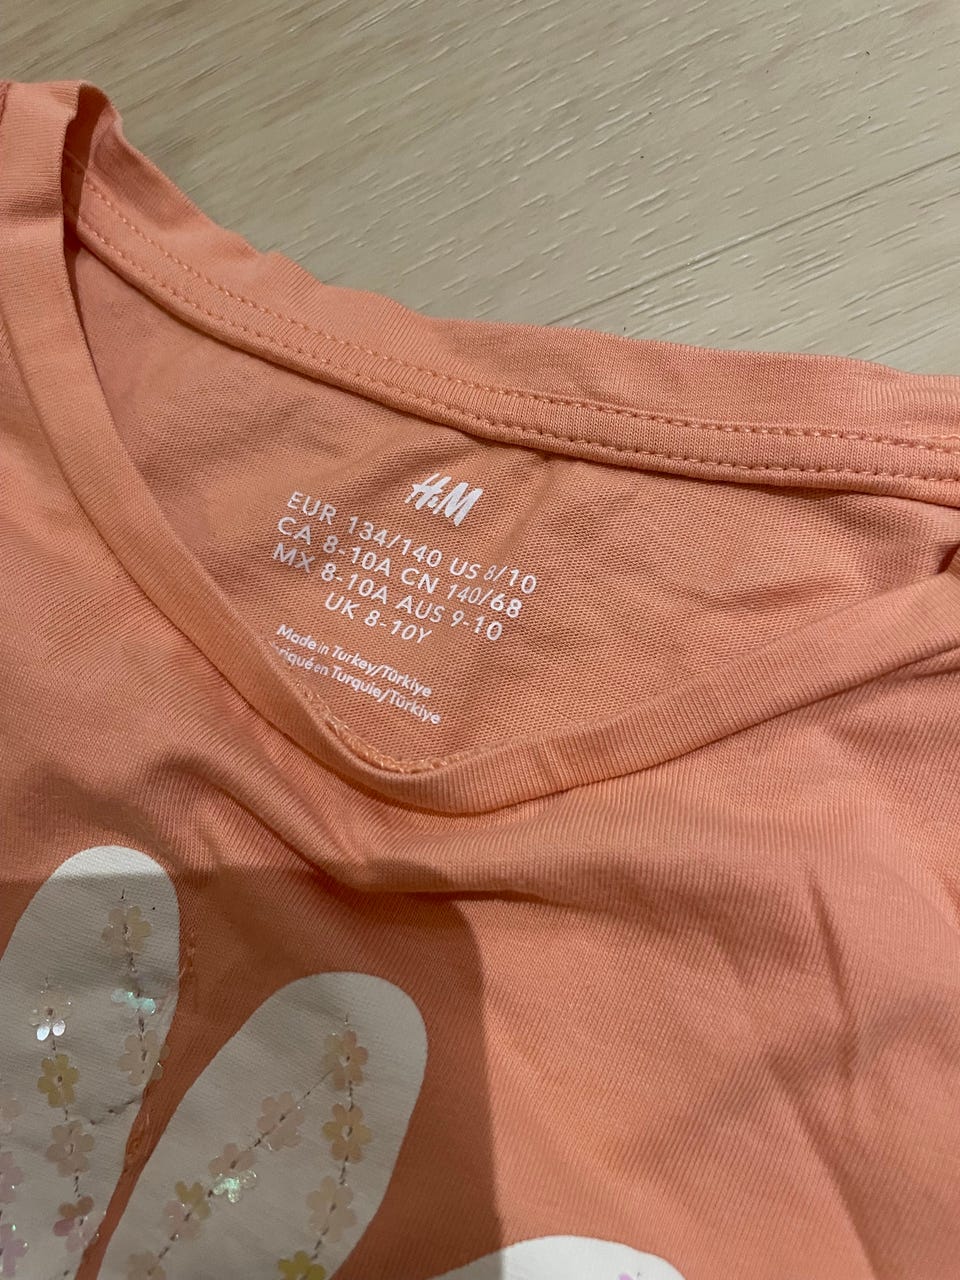 H&M
EUR 134/140 US 8/10
CA 8-10A CN 140/68
MX 8-10A AUS 9-10
UK 8-10Y
Made in Turkey/Türkiye
en Turquie/Türkiye